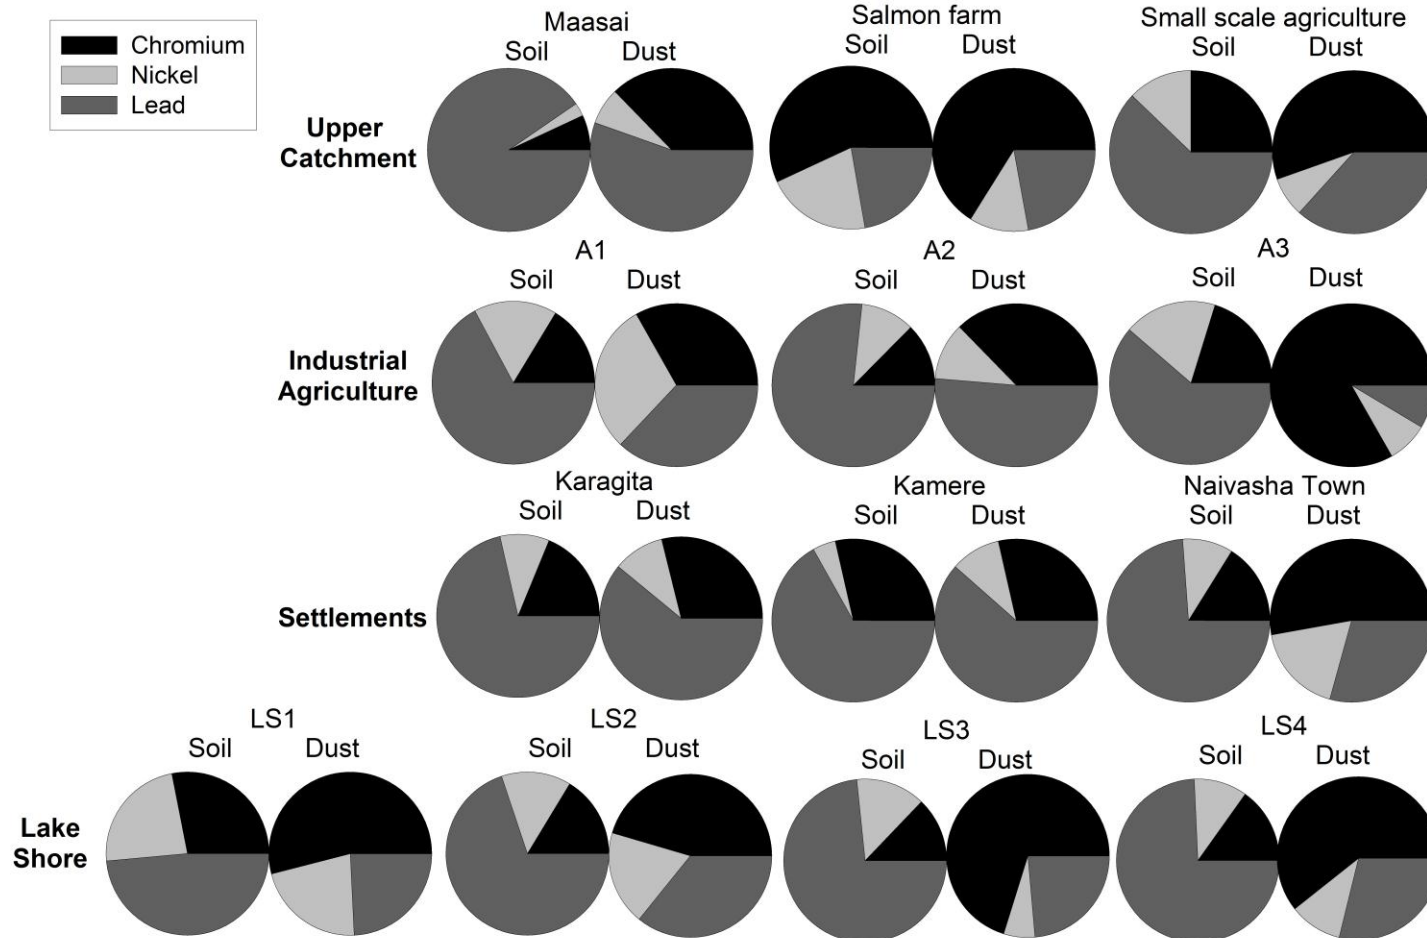 Chromium
Nickel
Lead
Maasai
Soil Dust
Salmon farm
Soil Dust
Small scale agriculture
Soil Dust
Upper
Catchment
A1
Soil Dust
A2
Soil Dust
A3
Soil Dust
Industrial
Agriculture
Karagita
Soil Dust
Kamere
Soil Dust
Naivasha Town
Soil Dust
Settlements
LS1
Soil Dust
LS2
Soil Dust
LS3
Soil Dust
LS4
Soil Dust
Lake
Shore